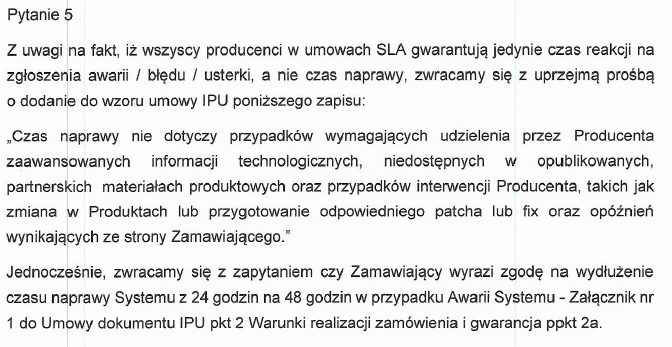 Pytanie 5
Z uwagi na fakt, iż wszyscy producenci w umowach SLA gwarantują jedynie czas reakcji na
zgłoszenia awarii / błędu / usterki, a nie czas naprawy, zwracamy się z uprzejmą prośbą
o dodanie do wzoru umowy IPU poniższego zapisu:
„Czas naprawy nie dotyczy przypadków wymagających udzielenia przez Producenta
zaawansowanych informacji technologicznych, niedostępnych w opublikowanych,
partnerskich materiałach produktowych oraz przypadków interwencji Producenta, takich jak
zmiana w Produktach lub przygotowanie odpowiedniego patcha lub fix oraz opóźnień
wynikających ze strony Zamawiającego.”
Jednocześnie, zwracamy się z zapytaniem czy Zamawiający wyrazi zgodę na wydłużenie
czasu naprawy Systemu z 24 godzin na 48 godzin w przypadku Awarii Systemu - Załącznik nr
1 do Umowy dokumentu IPU pkt 2 Warunki realizacji zamówienia i gwarancja ppkt 2a.